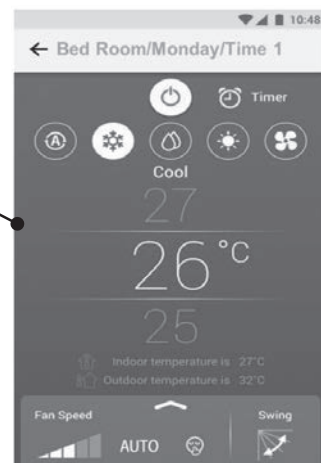 10:48
← Bed Room/Monday/Time 1
Timer
A
Cool
27
26°C
25
Indoor temperature is 27°C
Outdoor temperature is 32°C
Fan Speed Swing
AUTO